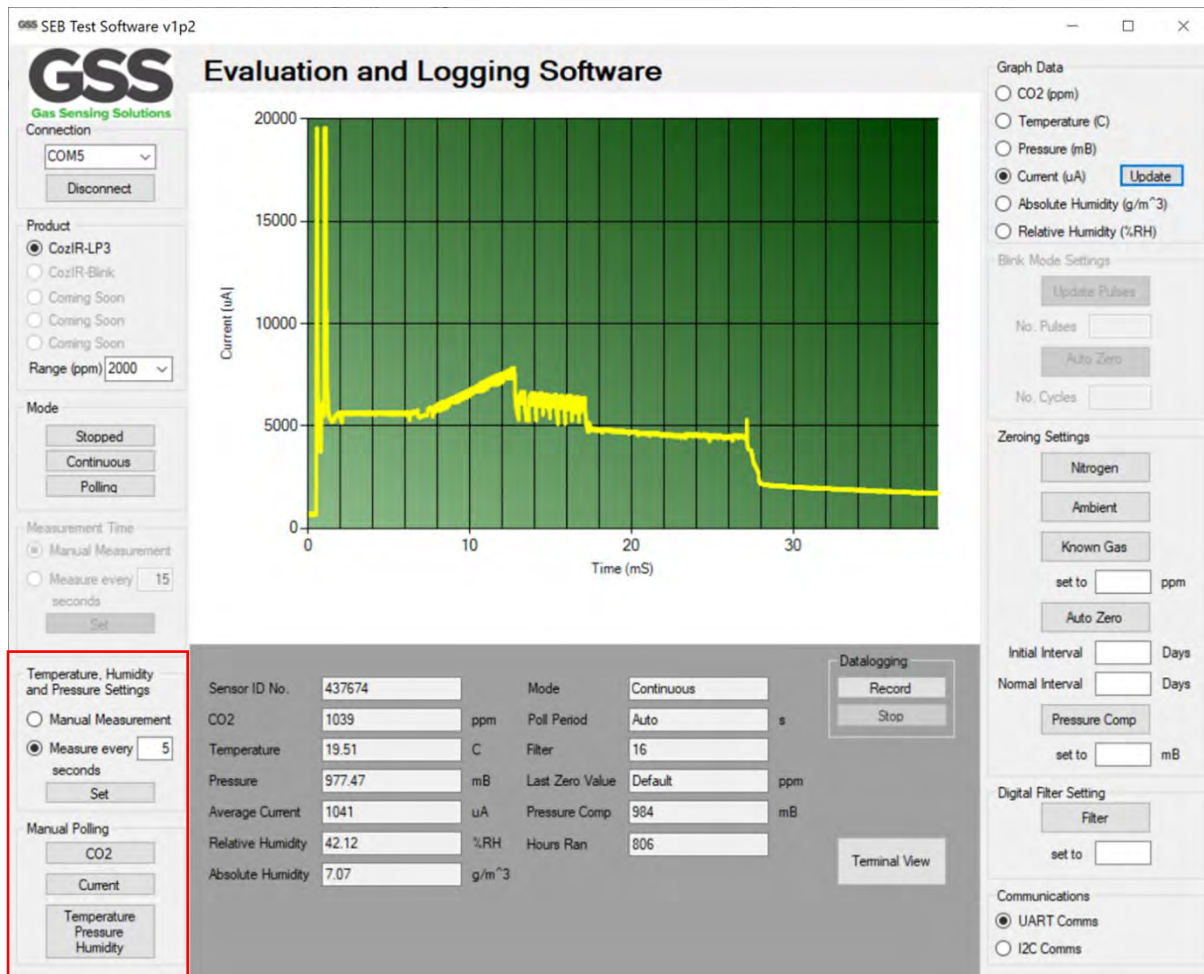 GSS SEB Test Software v1p2
GSS
Gas Sensing Solutions
Evaluation and Logging Software
Connection
COM5
Disconnect
Product
CozIR-LP3
CozIR-Blink
Coming Soon
Coming Soon
Coming Soon
Range (ppm) 2000
Mode
Stopped
Continuous
Polling
Measurement Time
Manual Measurement
Measure every 15
seconds
Set
Temperature, Humidity
and Pressure Settings
Manual Measurement
Measure every 5
seconds
Set
Manual Polling
CO2
Current
Temperature
Pressure
Humidity
20000
15000
10000
5000
0
Current (uA)
0 10 20 30
Time (mS)
Sensor ID No. 437674
CO2 1039 ppm
Temperature 19.51 C
Pressure 977.47 mB
Average Current 1041 uA
Relative Humidity 42.12 %RH
Absolute Humidity 7.07 g/m^3
Mode Continuous
Poll Period Auto s
Filter 16
Last Zero Value Default ppm
Pressure Comp 984 mB
Hours Ran 806
Datalogging
Record
Stop
Terminal View
Graph Data
CO2 (ppm)
Temperature (C)
Pressure (mB)
Current (uA) Update
Absolute Humidity (g/m^3)
Relative Humidity (%RH)
Blink Mode Settings
Update Pulses
No. Pulses
Auto Zero
No. Cycles
Zeroing Settings
Nitrogen
Ambient
Known Gas
set to ppm
Auto Zero
Initial Interval Days
Normal Interval Days
Pressure Comp
set to mB
Digital Filter Setting
Filter
set to
Communications
UART Comms
I2C Comms